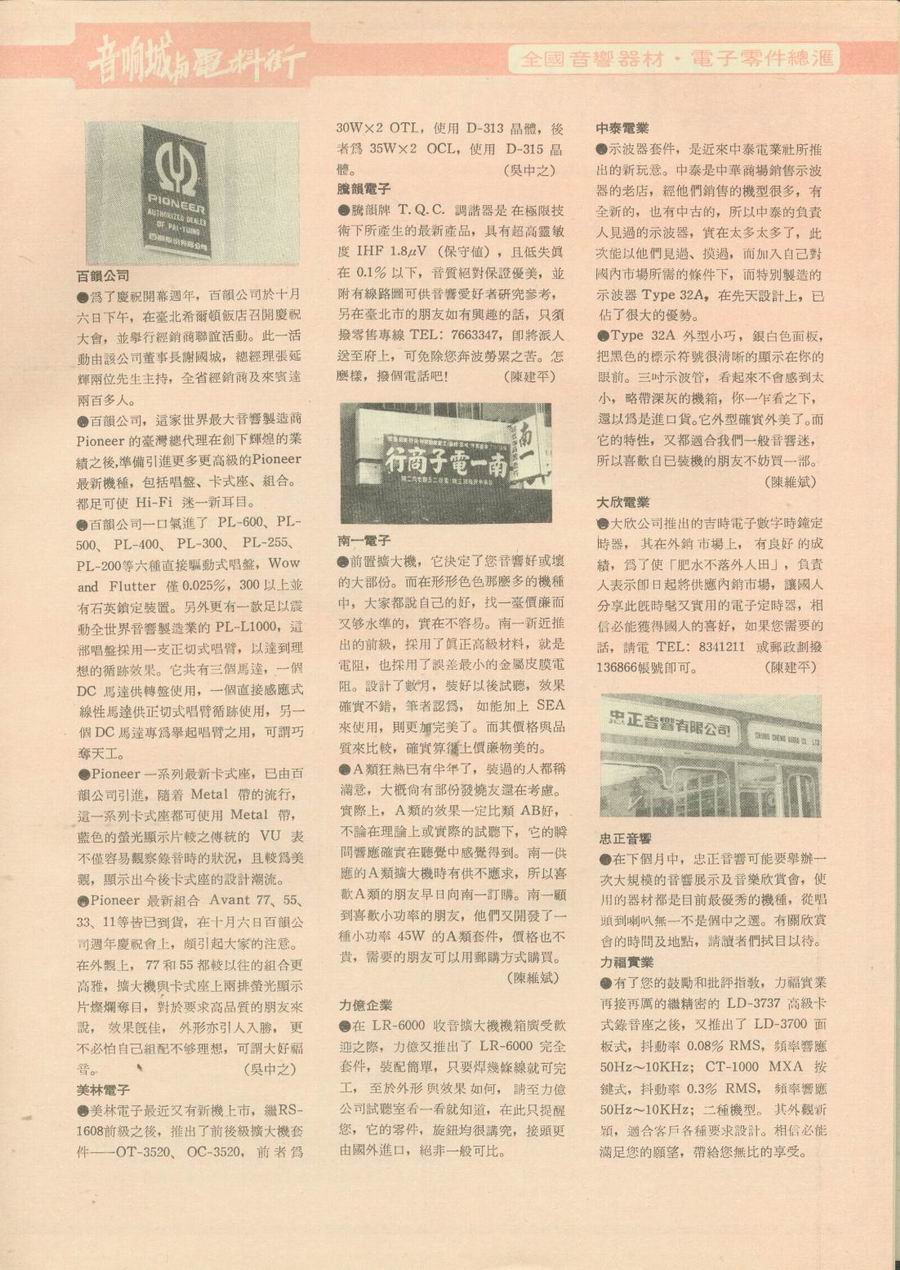 音响城與電料街
全國音響器材・電子零件總滙
PIONEER
AUTHORIZED DEALER
OF PAI-YUING
百韻股份有限公司
百韻公司
●爲了慶祝開幕週年，百韻公司於十月
六日下午，在臺北希爾頓飯店召開慶祝
大會，並舉行經銷商聯誼活動。此一活
動由該公司董事長謝國城，總經理張延
輝兩位先生主持，全省經銷商及來賓達
兩百多人。
●百韻公司，這家世界最大音響製造商
Pioneer 的臺灣總代理在創下輝煌的業
績之後,準備引進更多更高級的Pioneer
最新機種，包括唱盤、卡式座、組合。
都足可使 Hi-Fi 迷一新耳目。
●百韻公司一口氣進了 PL-600、PL-
500、 PL-400、 PL-300、 PL-255、
PL-200等六種直接驅動式唱盤，Wow
and Flutter 僅 0.025%，300 以上並
有石英鎖定裝置。另外更有一款足以震
動全世界音響製造業的 PL-L1000，這
部唱盤採用一支正切式唱臂，以達到理
想的循跡效果。它共有三個馬達，一個
DC 馬達供轉盤使用，一個直接感應式
線性馬達供正切式唱臂循跡使用，另一
個 DC 馬達專爲舉起唱臂之用，可謂巧
奪天工。
●Pioneer 一系列最新卡式座，已由百
韻公司引進，隨着 Metal 帶的流行，
這一系列卡式座都可使用 Metal 帶，
藍色的螢光顯示片較之傳統的 VU 表
不僅容易觀察錄音時的狀況，且較爲美
觀，顯示出今後卡式座的設計潮流。
●Pioneer 最新組合 Avant 77、55、
33、11等皆已到貨，在十月六日百韻公
司週年慶祝會上，頗引起大家的注意。
在外觀上，77 和 55 都較以往的組合更
高雅，擴大機與卡式座上兩排螢光顯示
片燦爛奪目，對於要求高品質的朋友來
說， 效果旣佳， 外形亦引人入勝， 更
不必怕自己組配不够理想，可謂大好福
音。 （吳中之）
美林電子
●美林電子最近又有新機上市，繼RS-
1608前級之後，推出了前後級擴大機套
件——OT-3520、 OC-3520，前者爲
30W×2 OTL，使用 D-313 晶體，後
者爲 35W×2 OCL，使用 D-315 晶
體。 （吳中之）
騰韻電子
●騰韻牌 T.Q.C. 調諧器是在極限技
術下所產生的最新產品，具有超高靈敏
度 IHF 1.8μV （保守値），且低失眞
在 0.1% 以下，音質絕對保證優美，並
附有線路圖可供音響愛好者研究參考，
另在臺北市的朋友如有興趣的話，只須
撥零售專線 TEL：7663347，卽將派人
送至府上，可免除您奔波勞累之苦。怎
麼樣，撥個電話吧！ （陳建平）
南一電子商行
南一
南一電子
●前置擴大機，它決定了您音響好或壞
的大部份。而在形形色色那麼多的機種
中，大家都說自己的好，找一臺價廉而
又够水準的，實在不容易。南一新近推
出的前級，採用了眞正高級材料，就是
電阻，也採用了誤差最小的金屬皮膜電
阻。設計了數月，裝好以後試聽，效果
確實不錯，筆者認爲， 如能加上 SEA
來使用，則更加完美了。而其價格與品
質來比較，確實算得上價廉物美的。
●A類狂熱已有半年了，裝過的人都稱
滿意，大概尙有部份發燒友還在考慮。
實際上，A類的效果一定比類 AB好，
不論在理論上或實際的試聽下，它的瞬
間響應確實在聽覺中感覺得到。南一供
應的A類擴大機時有供不應求，所以喜
歡A類的朋友早日向南一訂購。南一顧
到喜歡小功率的朋友，他們又開發了一
種小功率 45W 的A類套件，價格也不
貴，需要的朋友可以用郵購方式購買。
（陳維斌）
力億企業
●在 LR-6000 收音擴大機機箱廣受歡
迎之際，力億又推出了 LR-6000 完全
套件，裝配簡單，只要焊幾條線就可完
工， 至於外形與效果如何， 請至力億
公司試聽室看一看就知道，在此只提醒
您，它的零件，旋鈕均很講究，接頭更
由國外進口，絕非一般可比。
中泰電業
●示波器套件，是近來中泰電業社所推
出的新玩意。中泰是中華商場銷售示波
器的老店，經他們銷售的機型很多，有
全新的，也有中古的，所以中泰的負責
人見過的示波器，實在太多太多了，此
次能以他們見過、摸過，而加入自己對
國內市場所需的條件下，而特別製造的
示波器 Type 32A，在先天設計上，已
佔了很大的優勢。
●Type 32A 外型小巧，銀白色面板，
把黑色的標示符號很清晰的顯示在你的
眼前。三吋示波管，看起來不會感到太
小，略帶深灰的機箱，你一乍看之下，
還以爲是進口貨。它外型確實外美了。而
它的特性，又都適合我們一般音響迷，
所以喜歡自已裝機的朋友不妨買一部。
（陳維斌）
大欣電業
●大欣公司推出的吉時電子數字時鐘定
時器，其在外銷市場上，有良好的成
績，爲了使「肥水不落外人田」，負責
人表示卽日起將供應內銷市場，讓國人
分享此旣時髦又實用的電子定時器，相
信必能獲得國人的喜好，如果您需要的
話，請電 TEL：8341211 或郵政劃撥
136866帳號卽可。 （陳建平）
忠正音響有限公司
CHUNG CHENG AUDIO CO. LTD
忠正音響
●在下個月中，忠正音響可能要舉辦一
次大規模的音響展示及音樂欣賞會，使
用的器材都是目前最優秀的機種，從唱
頭到喇叭無一不是個中之選。有關欣賞
會的時間及地點，請讀者們拭目以待。
力福實業
●有了您的鼓勵和批評指敎，力福實業
再接再厲的繼精密的 LD-3737 高級卡
式錄音座之後，又推出了 LD-3700 面
板式，抖動率 0.08% RMS，頻率響應
50Hz～10KHz；CT-1000 MXA 按
鍵式，抖動率 0.3% RMS， 頻率響應
50Hz～10KHz；二種機型。 其外觀新
穎，適合客戶各種要求設計。相信必能
滿足您的願望，帶給您無比的享受。